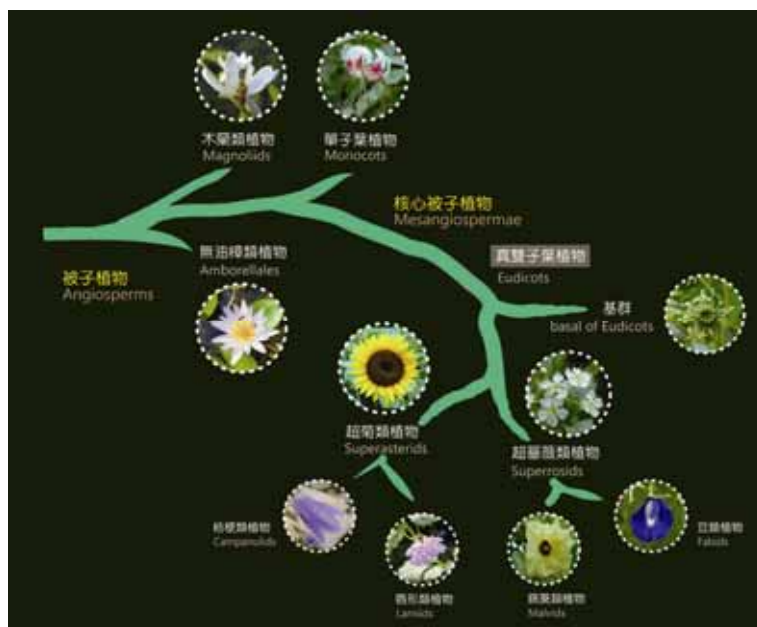 木蘭類植物
Magnoliids
單子葉植物
Monocots
核心被子植物
Mesangiospermae
真雙子葉植物
Eudicots
無油樟類植物
Amborellales
被子植物
Angiosperms
基群
basal of Eudicots
超菊類植物
Superasterids
超薔薇類植物
Superrosids
桔梗類植物
Campanulids
唇形類植物
Lamiids
錦葵類植物
Malvids
豆類植物
Fabids